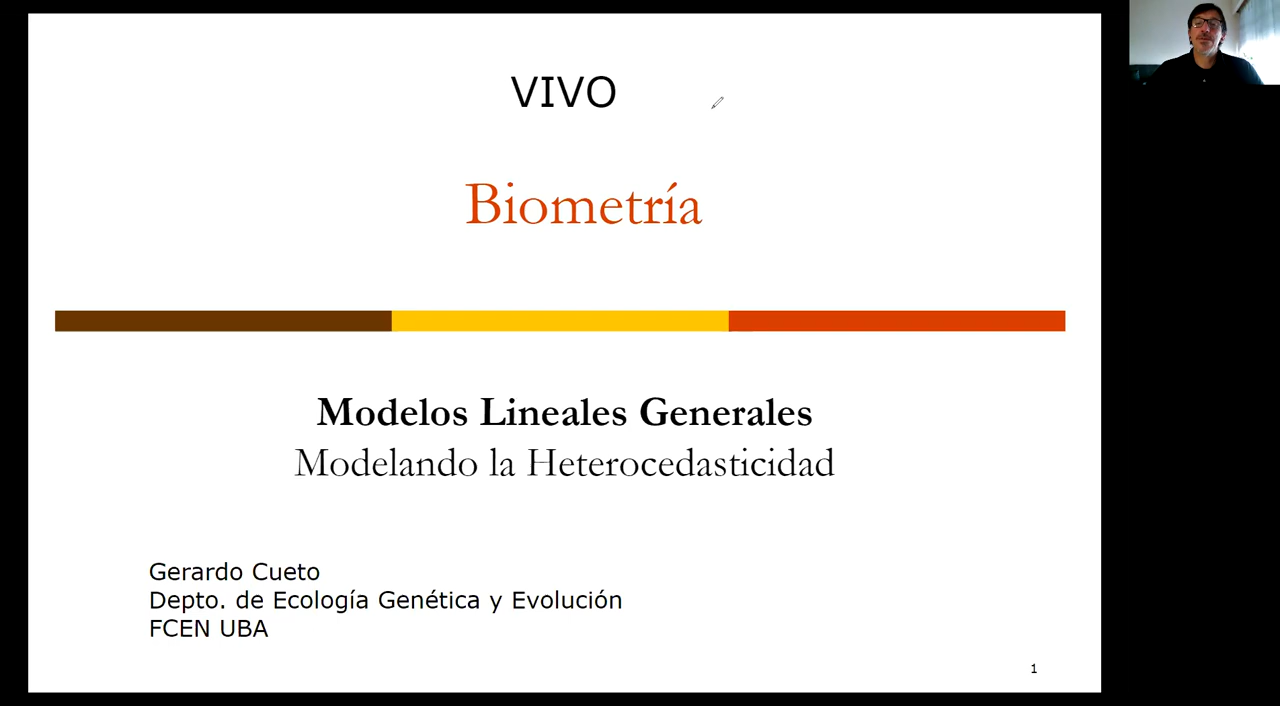 VIVO
Biometría
Modelos Lineales Generales
Modelando la Heterocedasticidad
Gerardo Cueto
Depto. de Ecología Genética y Evolución
FCEN UBA
1